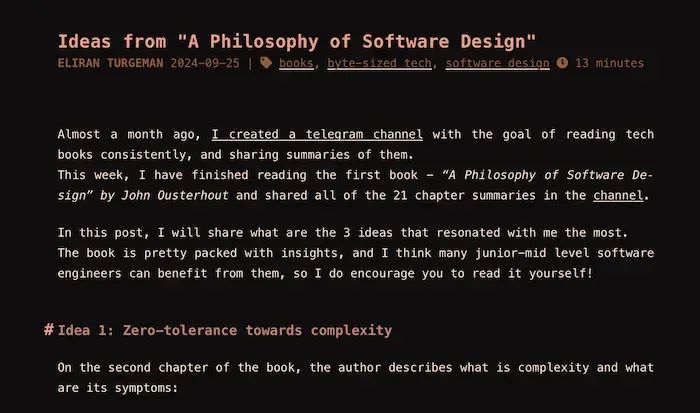 Ideas from "A Philosophy of Software Design"
ELIRAN TURGEMAN 2024-09-25 | books, byte-sized tech, software design 13 minutes
Almost a month ago, I created a telegram channel with the goal of reading tech
books consistently, and sharing summaries of them.
This week, I have finished reading the first book – “A Philosophy of Software De-
sign” by John Ousterhout and shared all of the 21 chapter summaries in the channel.
In this post, I will share what are the 3 ideas that resonated with me the most.
The book is pretty packed with insights, and I think many junior-mid level software
engineers can benefit from them, so I do encourage you to read it yourself!
# Idea 1: Zero-tolerance towards complexity
On the second chapter of the book, the author describes what is complexity and what
are its symptoms: